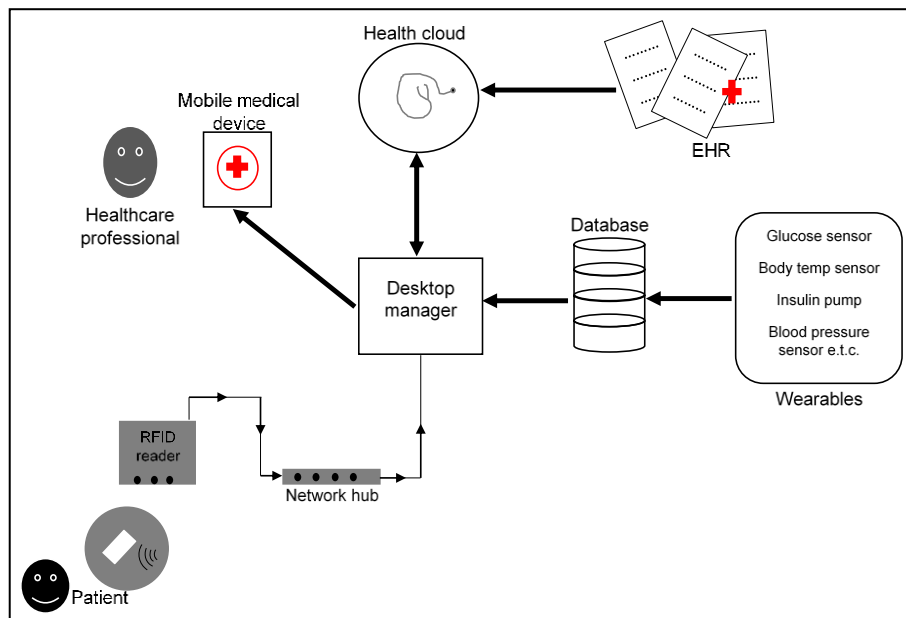 Health cloud
EHR
Mobile medical
device
Healthcare
professional
Desktop
manager
Database
Glucose sensor
Body temp sensor
Insulin pump
Blood pressure
sensor e.t.c.
Wearables
RFID
reader
Network hub
Patient